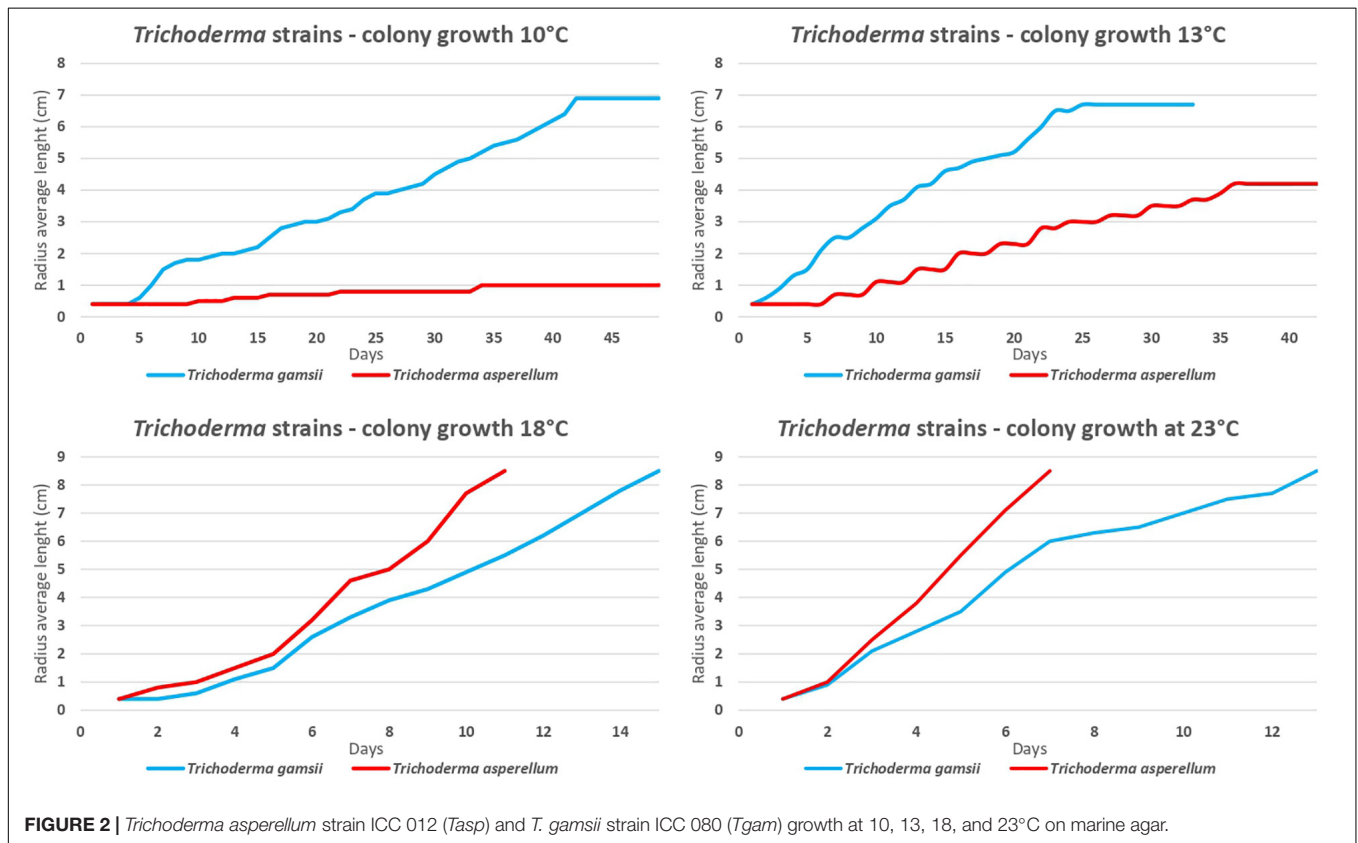 Trichoderma strains - colony growth 10°C
Radius average lenght (cm)
8
7
6
5
4
3
2
1
0
0 5 10 15 20 25 30 35 40 45
Days
Trichoderma gamsii Trichoderma asperellum
Trichoderma strains - colony growth 13°C
Radius average lenght (cm)
8
7
6
5
4
3
2
1
0
0 5 10 15 20 25 30 35 40
Days
Trichoderma gamsii Trichoderma asperellum
Trichoderma strains - colony growth 18°C
Radius average lenght (cm)
9
8
7
6
5
4
3
2
1
0
0 2 4 6 8 10 12 14
Days
Trichoderma gamsii Trichoderma asperellum
Trichoderma strains - colony growth at 23°C
Radius average lenght (cm)
9
8
7
6
5
4
3
2
1
0
0 2 4 6 8 10 12
Days
Trichoderma gamsii Trichoderma asperellum
FIGURE 2 | Trichoderma asperellum strain ICC 012 (Tasp) and T. gamsii strain ICC 080 (Tgam) growth at 10, 13, 18, and 23°C on marine agar.